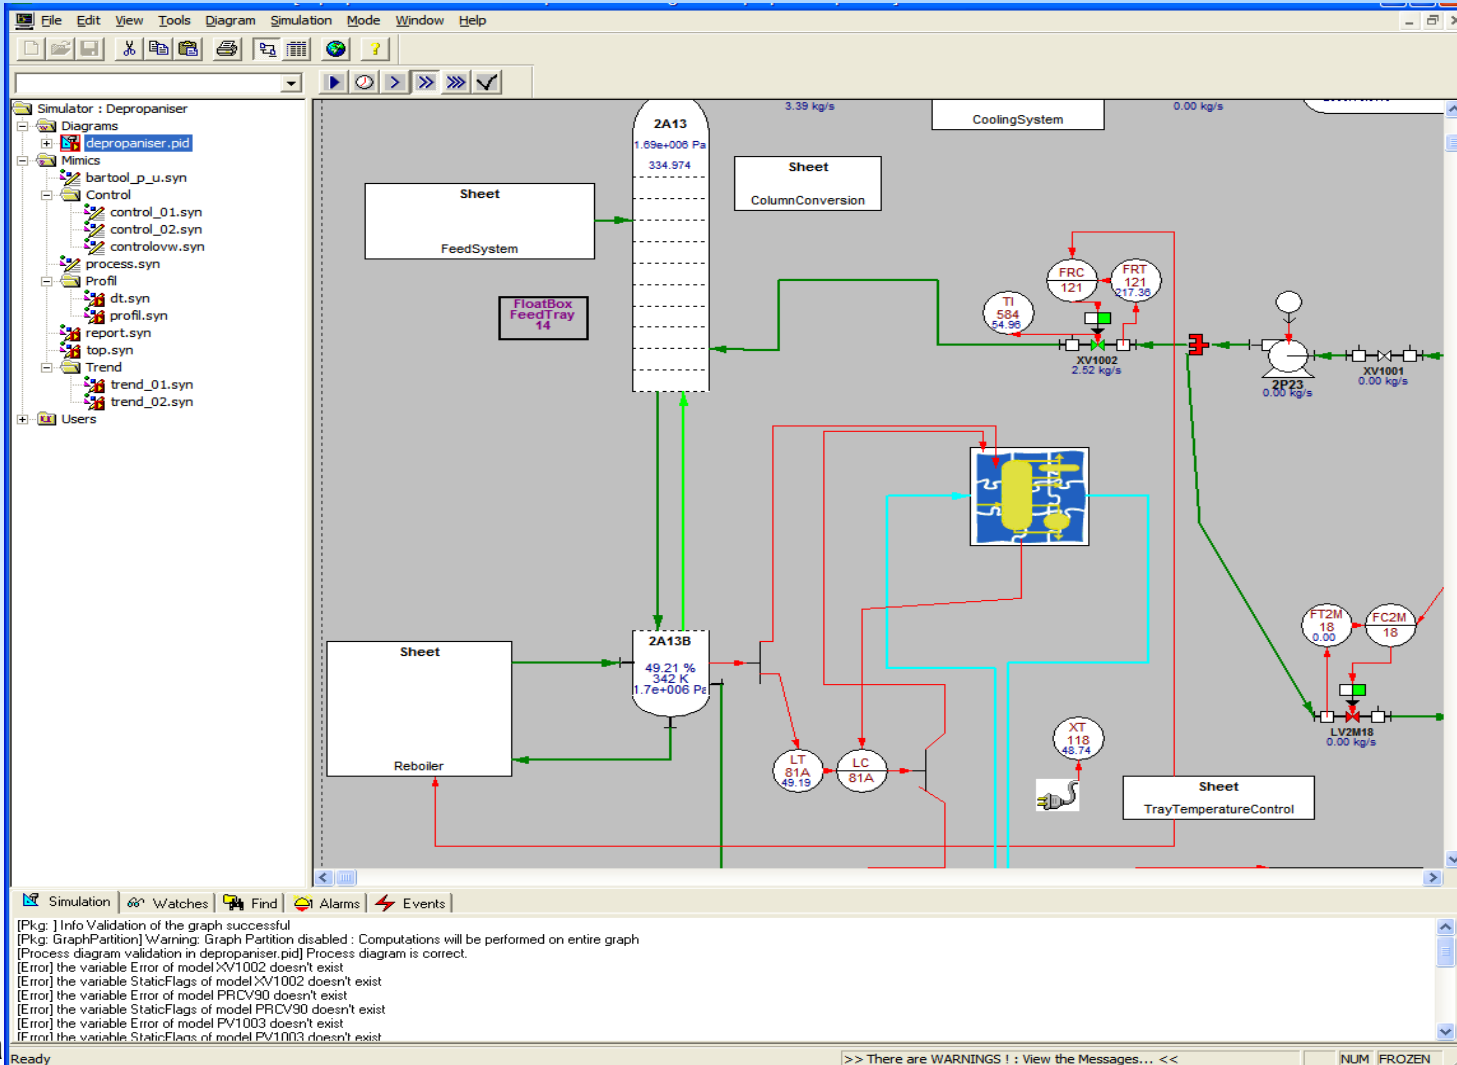 File Edit View Tools Diagram Simulation Mode Window Help
Simulator : Depropaniser
Diagrams
depropaniser.pid
Mimics
bartool_p_u.syn
Control
control_01.syn
control_02.syn
controlovw.syn
process.syn
Profil
dt.syn
profil.syn
report.syn
top.syn
Trend
trend_01.syn
trend_02.syn
Users
3.39 kg/s
0.00 kg/s
CoolingSystem
2A13
1.69e+006 Pa
334.974
Sheet
ColumnConversion
Sheet
FeedSystem
FloatBox
FeedTray
14
FRC
121
FRT
121
217.36
TI
584
54.96
XV1002
2.52 kg/s
2P23
0.00 kg/s
XV1001
0.00 kg/s
FT2M
18
0.00
FC2M
18
LV2M18
0.00 kg/s
2A13B
49.21 %
342 K
1.7e+006 Pa
Sheet
Reboiler
LT
81A
49.19
LC
81A
XT
118
48.74
Sheet
TrayTemperatureControl
Simulation Watches Find Alarms Events
[Pkg: ] Info Validation of the graph successful
[Pkg: GraphPartition] Warning: Graph Partition disabled : Computations will be performed on entire graph
[Process diagram validation in depropaniser.pid] Process diagram is correct.
[Error] the variable Error of model XV1002 doesn't exist
[Error] the variable StaticFlags of model XV1002 doesn't exist
[Error] the variable Error of model PRCV90 doesn't exist
[Error] the variable StaticFlags of model PRCV90 doesn't exist
[Error] the variable Error of model PV1003 doesn't exist
[Error] the variable StaticFlags of model PV1003 doesn't exist
Ready
>> There are WARNINGS ! : View the Messages... <<
NUM FROZEN